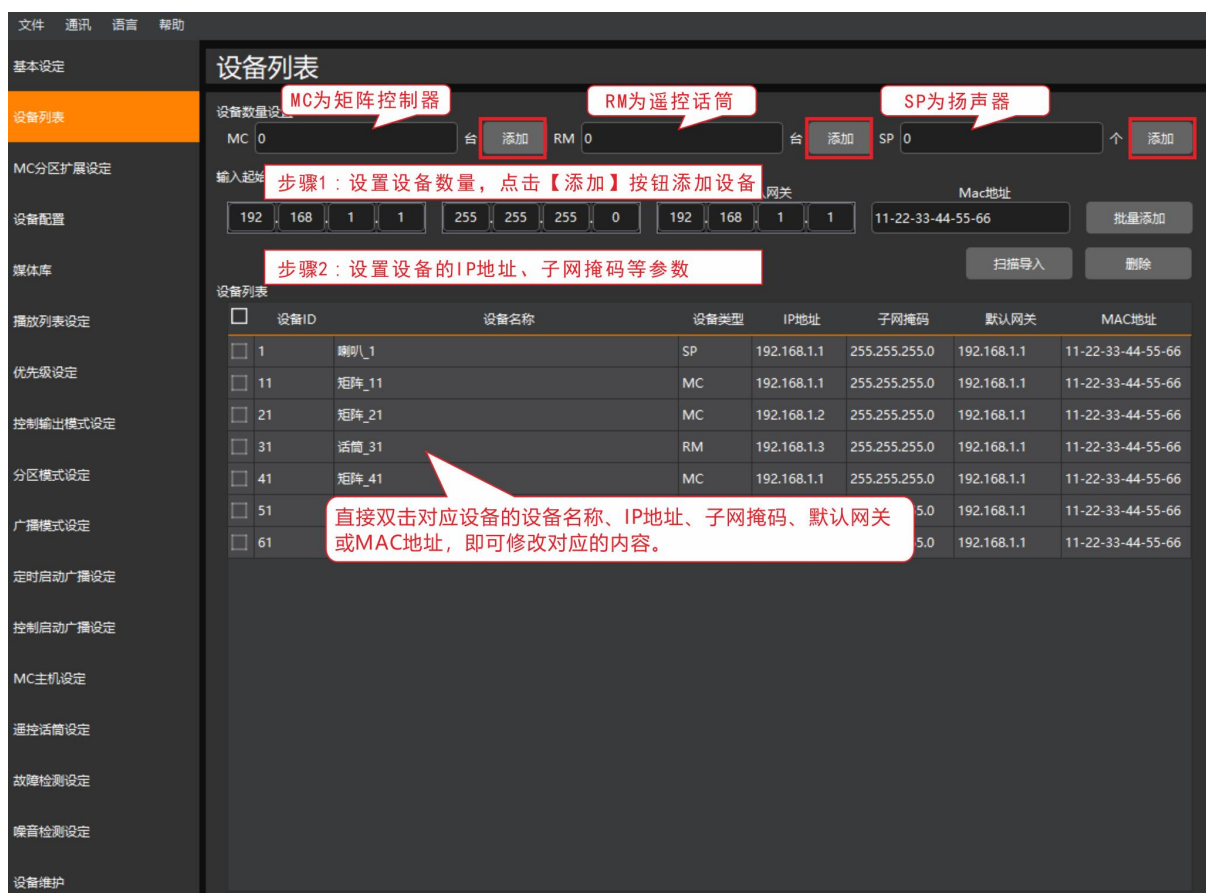 文件 通讯 语言 帮助
基本设定
设备列表
MC分区扩展设定
设备配置
媒体库
播放列表设定
优先级设定
控制输出模式设定
分区模式设定
广播模式设定
定时启动广播设定
控制启动广播设定
MC主机设定
遥控话筒设定
故障检测设定
噪音检测设定
设备维护
设备列表
MC为矩阵控制器 RM为遥控话筒 SP为扬声器
设备数量设
MC 0 台 添加 RM 0 台 添加 SP 0 个 添加
输入起始
步骤1:设置设备数量,点击【添加】按钮添加设备
网关 Mac地址
192 . 168 . 1 . 1 255 . 255 . 255 . 0 192 . 168 . 1 . 1 11-22-33-44-55-66 批量添加
步骤2:设置设备的IP地址、子网掩码等参数
扫描导入 删除
设备列表
设备ID 设备名称 设备类型 IP地址 子网掩码 默认网关 MAC地址
1 喇叭_1 SP 192.168.1.1 255.255.255.0 192.168.1.1 11-22-33-44-55-66
11 矩阵_11 MC 192.168.1.1 255.255.255.0 192.168.1.1 11-22-33-44-55-66
21 矩阵_21 MC 192.168.1.2 255.255.255.0 192.168.1.1 11-22-33-44-55-66
31 话筒_31 RM 192.168.1.3 255.255.255.0 192.168.1.1 11-22-33-44-55-66
41 矩阵_41 MC 192.168.1.1 255.255.255.0 192.168.1.1 11-22-33-44-55-66
51 5.0 192.168.1.1 11-22-33-44-55-66
61 5.0 192.168.1.1 11-22-33-44-55-66
直接双击对应设备的设备名称、IP地址、子网掩码、默认网关
或MAC地址,即可修改对应的内容。